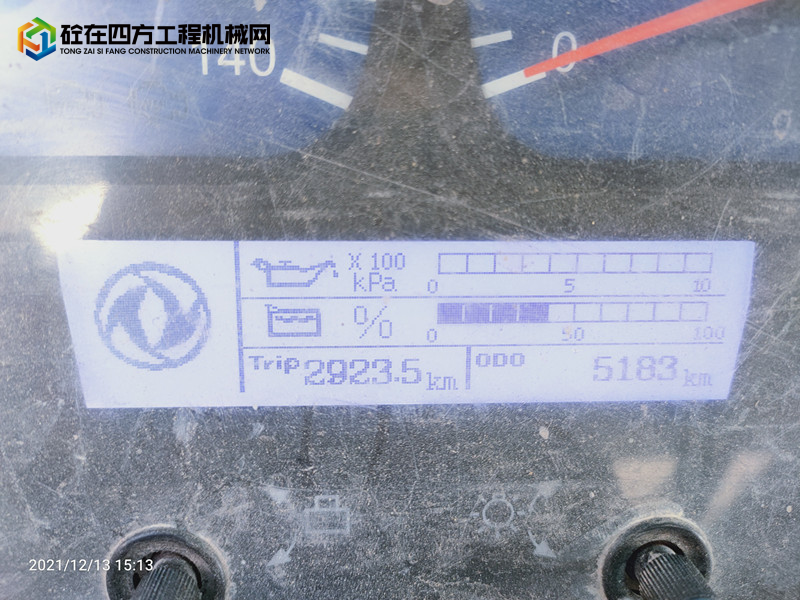 砼在四方工程机械网
TONG ZAI SI FANG CONSTRUCTION MACHINERY NETWORK
140
0
X 100
kPa
0 5 10
%
0 50 100
Trip 2923.5 km
ODO 5183 km
2021/12/13 15:13